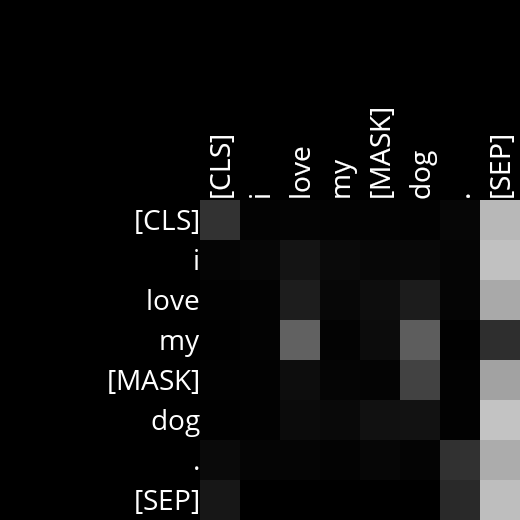 [CLS] i love my [MASK] dog . [SEP]
[CLS]
i
love
my
[MASK]
dog
.
[SEP]